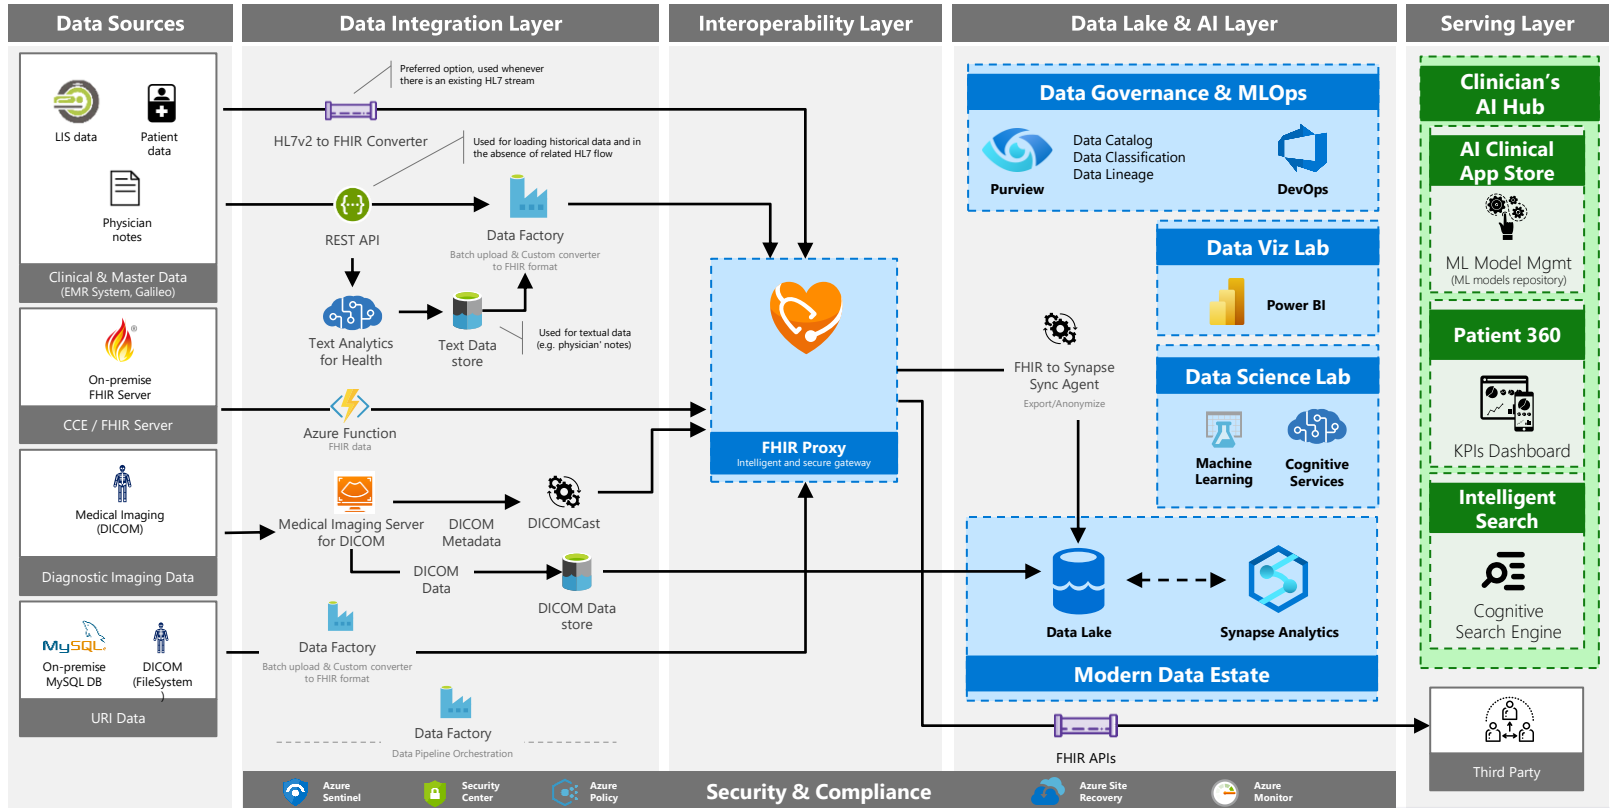 Data Sources
Data Integration Layer
Interoperability Layer
Data Lake & AI Layer
Serving Layer
LIS data
Patient
data
Physician
notes
Clinical & Master Data
(EMR System, Galileo)
®
On-premise
FHIR Server
CCE / FHIR Server
Medical Imaging
(DICOM)
Diagnostic Imaging Data
MySQL
On-premise
MySQL DB
DICOM
(FileSystem
)
URI Data
Preferred option, used whenever
there is an existing HL7 stream
HL7v2 to FHIR Converter
Used for loading historical data and in
the absence of related HL7 flow
REST API
Data Factory
Batch upload & Custom converter
to FHIR format
Text Analytics
for Health
Text Data
store
Used for textual data
(e.g. physician' notes)
Azure Function
FHIR data
Medical Imaging Server
for DICOM
DICOM
Metadata
DICOMCast
DICOM
Data
DICOM Data
store
Data Factory
Batch upload & Custom converter
to FHIR format
Data Factory
Data Pipeline Orchestration
FHIR Proxy
Intelligent and secure gateway
Data Governance & MLOps
Purview
Data Catalog
Data Classification
Data Lineage
DevOps
Data Viz Lab
Power BI
FHIR to Synapse
Sync Agent
Export/Anonymize
Data Science Lab
Machine
Learning
Cognitive
Services
Data Lake
Synapse Analytics
Modern Data Estate
FHIR APIs
Clinician's
AI Hub
AI Clinical
App Store
ML Model Mgmt
(ML models repository)
Patient 360
KPIs Dashboard
Intelligent
Search
Cognitive
Search Engine
Third Party
Azure
Sentinel
Security
Center
Azure
Policy
Security & Compliance
Azure Site
Recovery
Azure
Monitor